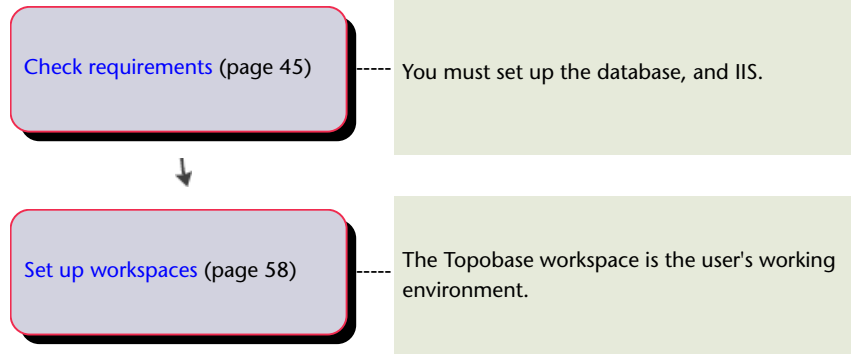 Check requirements (page 45)
You must set up the database, and IIS.
Set up workspaces (page 58)
The Topobase workspace is the user's working
environment.